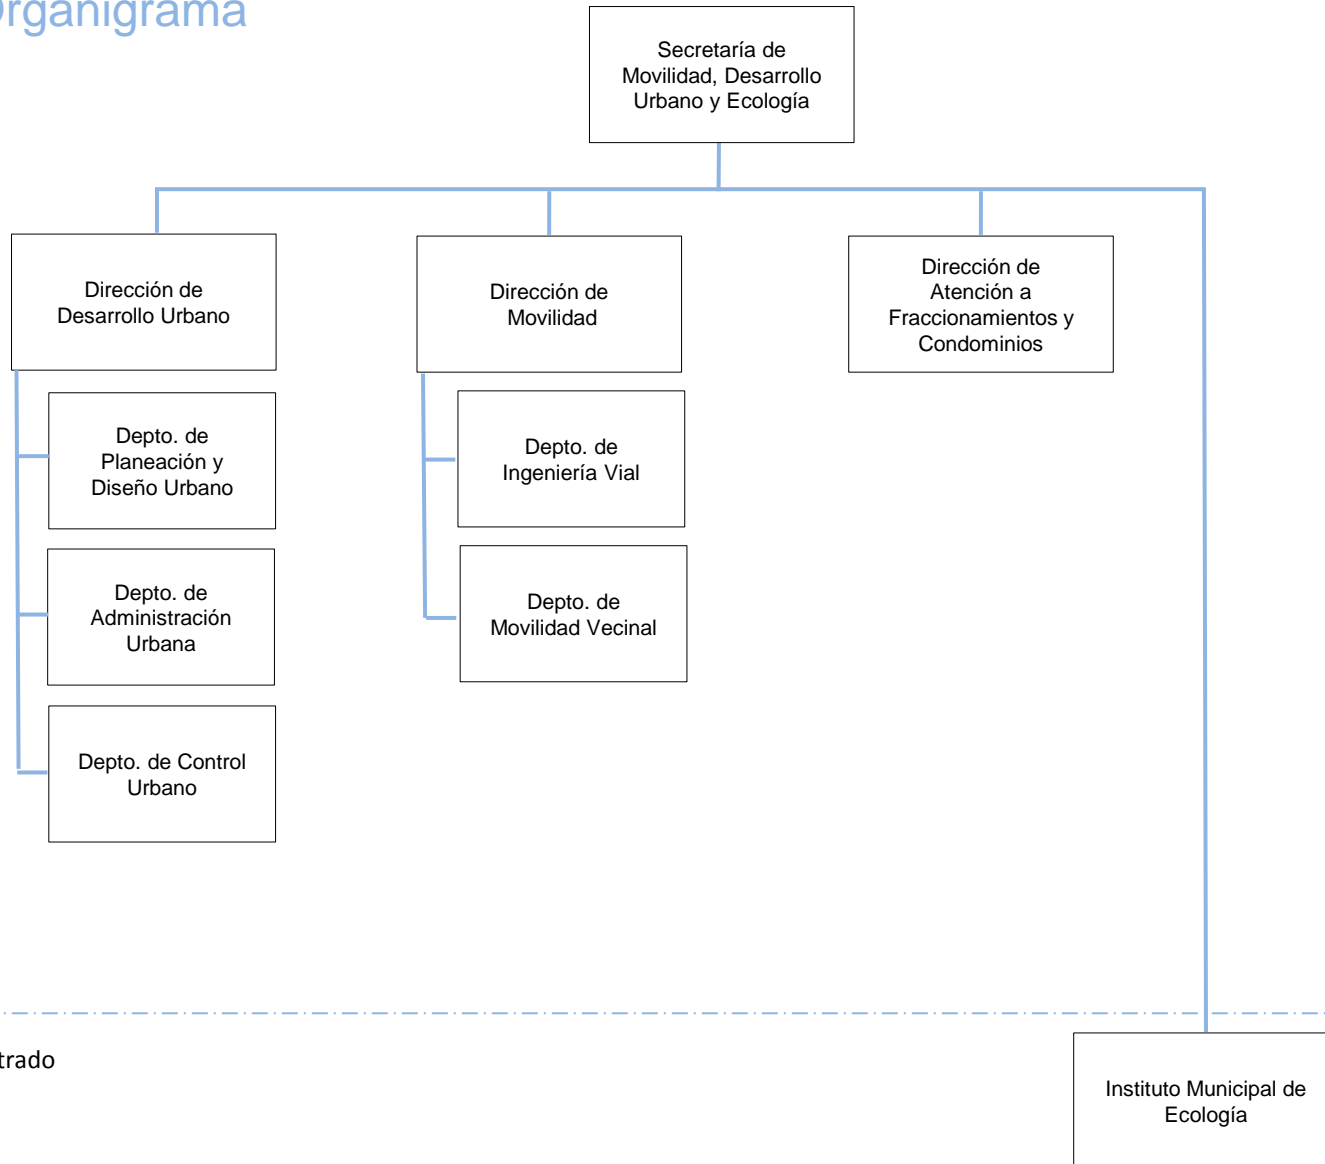 Organigrama
Secretaría de
Movilidad, Desarrollo
Urbano y Ecología
Dirección de
Desarrollo Urbano
Dirección de
Movilidad
Dirección de
Atención a
Fraccionamientos y
Condominios
Depto. de
Planeación y
Diseño Urbano
Depto. de
Ingeniería Vial
Depto. de
Administración
Urbana
Depto. de
Movilidad Vecinal
Depto. de Control
Urbano
trado
Instituto Municipal de
Ecología